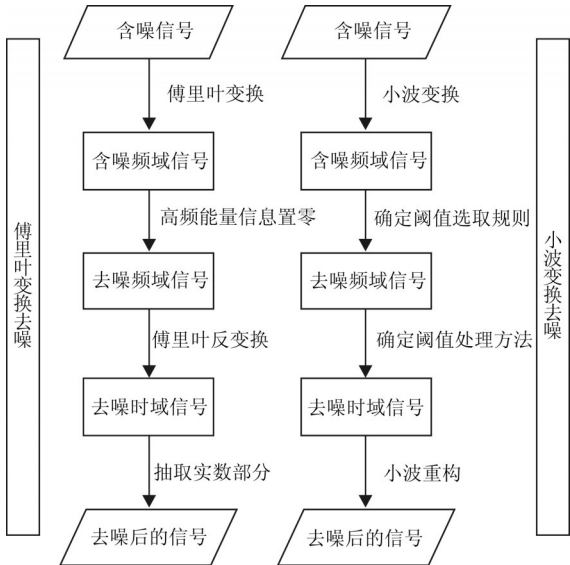 傅里叶变换去噪
含噪信号
傅里叶变换
含噪频域信号
高频能量信息置零
去噪频域信号
傅里叶反变换
去噪时域信号
抽取实数部分
去噪后的信号
含噪信号
小波变换
含噪频域信号
确定阈值选取规则
去噪频域信号
确定阈值处理方法
去噪时域信号
小波重构
去噪后的信号
小波变换去噪